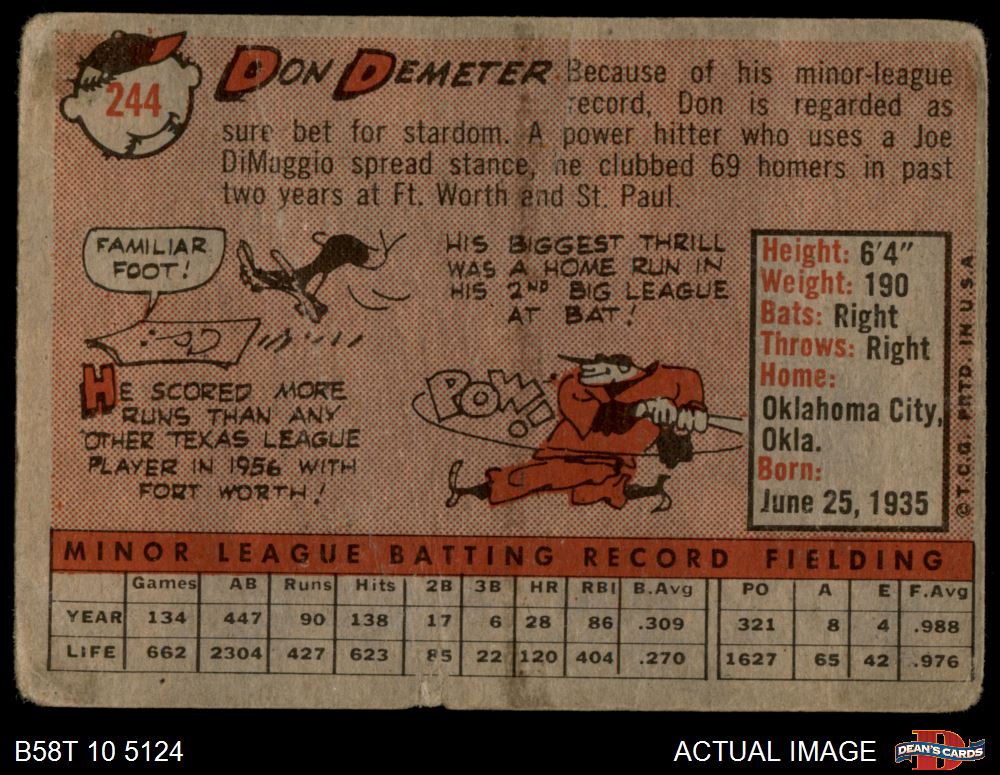 244
DON DEMETER
Because of his minor-league
record, Don is regarded as
sure bet for stardom. A power hitter who uses a Joe
DiMaggio spread stance, he clubbed 69 homers in past
two years at Ft. Worth and St. Paul.
FAMILIAR
FOOT!
HE SCORED MORE
RUNS THAN ANY
OTHER TEXAS LEAGUE
PLAYER IN 1956 WITH
FORT WORTH!
HIS BIGGEST THRILL
WAS A HOME RUN IN
HIS 2ND BIG LEAGUE
AT BAT!
POW!
Height: 6'4"
Weight: 190
Bats: Right
Throws: Right
Home:
Oklahoma City,
Okla.
Born:
June 25, 1935
©T.C.G. PRTD. IN U.S.A.
MINOR LEAGUE BATTING RECORD FIELDING
Games AB Runs Hits 2B 3B HR RBI B.Avg PO A E F.Avg
YEAR 134 447 90 138 17 6 28 86 .309 321 8 4 .988
LIFE 662 2304 427 623 85 22 120 404 .270 1627 65 42 .976
B58T 10 5124
ACTUAL IMAGE
DEAN'S CARDS